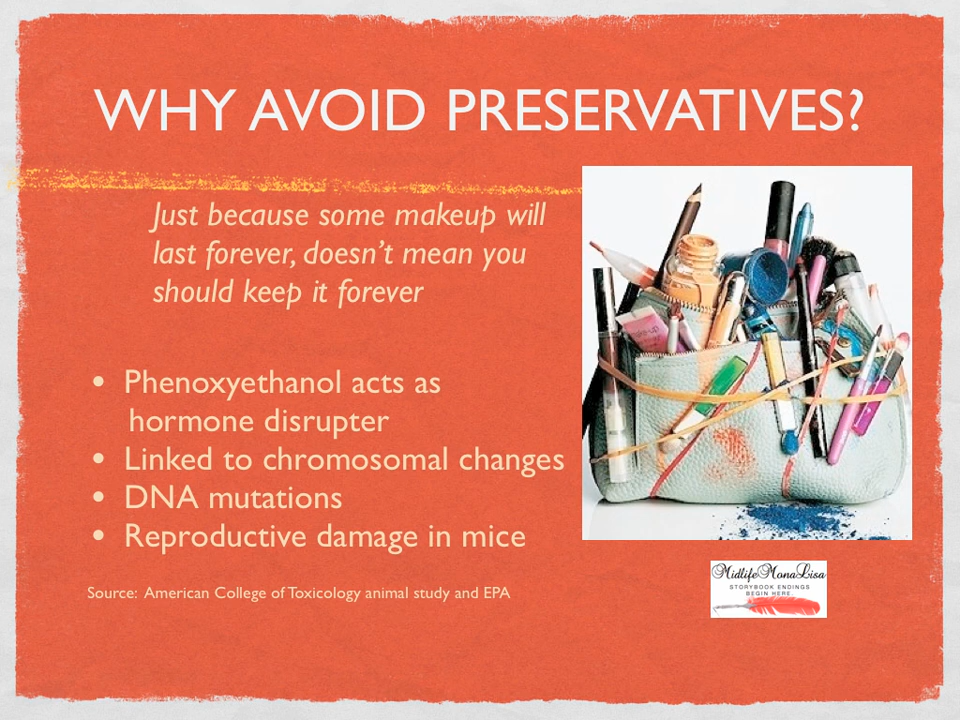 WHY AVOID PRESERVATIVES?
Just because some makeup will
last forever, doesn't mean you
should keep it forever
• Phenoxyethanol acts as
hormone disrupter
• Linked to chromosomal changes
• DNA mutations
• Reproductive damage in mice
Source: American College of Toxicology animal study and EPA
MidlifeMonaLisa
STORYBOOK ENDINGS
BEGIN HERE.